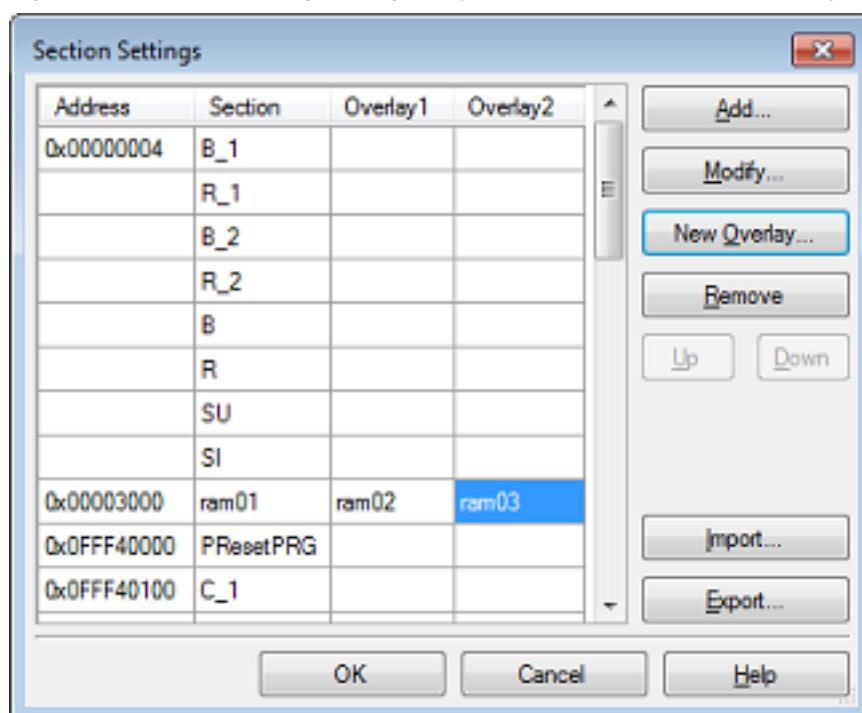 Section Settings
Address Section Overlay1 Overlay2
0x00000004 B_1
R_1
B_2
R_2
B
R
SU
SI
0x00003000 ram01 ram02 ram03
0x0FFF40000 PResetPRG
0x0FFF40100 C_1
Add...
Modify...
New Overlay...
Remove
Up Down
Import...
Export...
OK Cancel Help